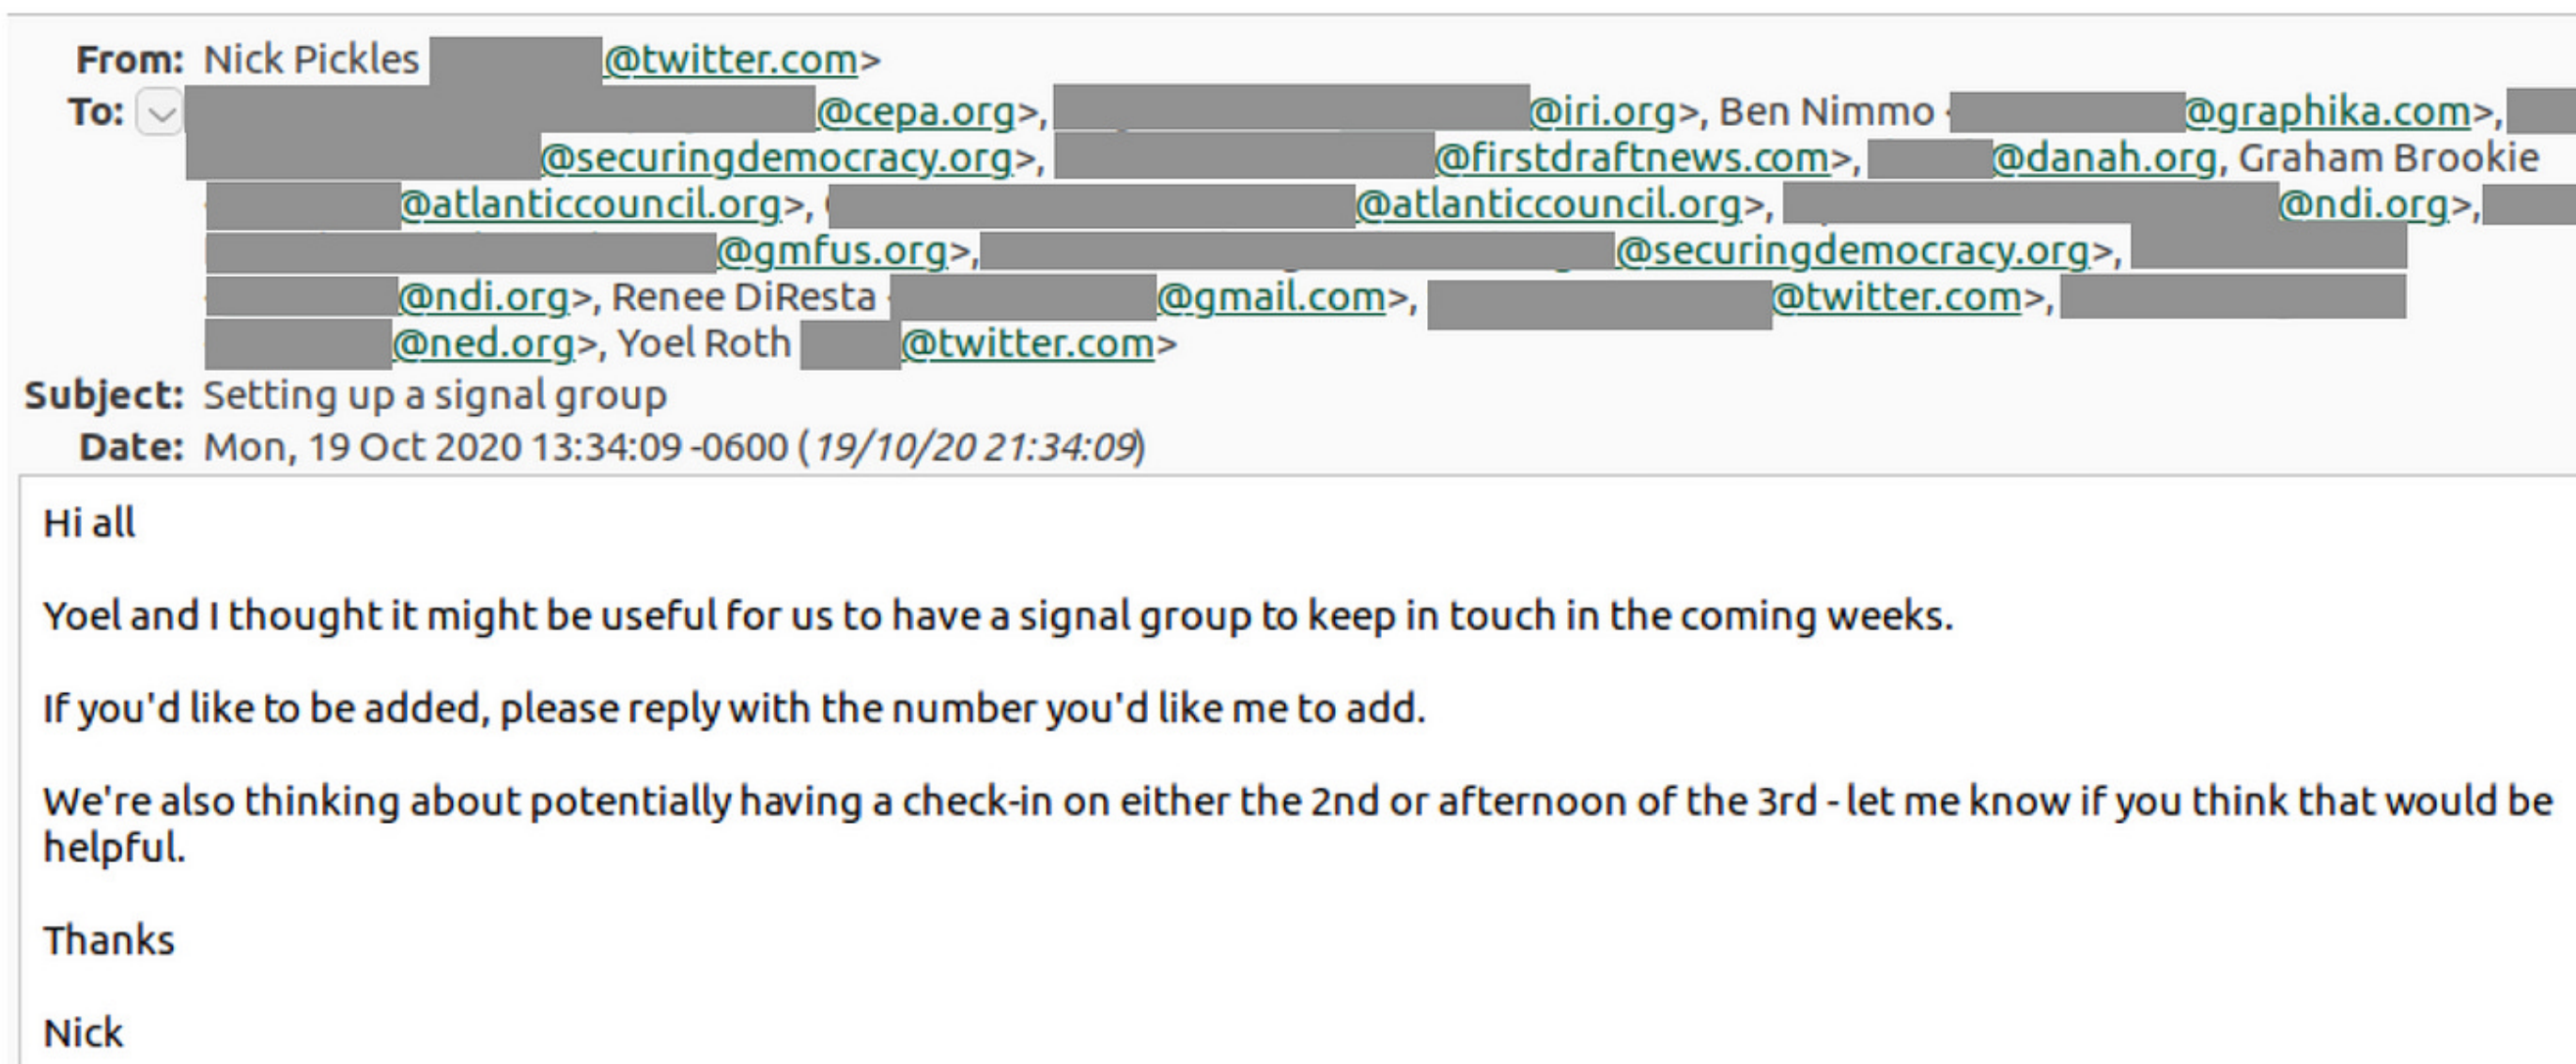 From: Nick Pickles @twitter.com>
To: @cepa.org>, @iri.org>, Ben Nimmo @graphika.com>,
@securingdemocracy.org>, @firstdraftnews.com>, @danah.org, Graham Brookie
@atlanticcouncil.org>, @atlanticcouncil.org>, @ndi.org>,
@gmfus.org>, @securingdemocracy.org>,
@ndi.org>, Renee DiResta @gmail.com>, @twitter.com>,
@ned.org>, Yoel Roth @twitter.com>
Subject: Setting up a signal group
Date: Mon, 19 Oct 2020 13:34:09 -0600 (19/10/20 21:34:09)
Hi all
Yoel and I thought it might be useful for us to have a signal group to keep in touch in the coming weeks.
If you'd like to be added, please reply with the number you'd like me to add.
We're also thinking about potentially having a check-in on either the 2nd or afternoon of the 3rd - let me know if you think that would be
helpful.
Thanks
Nick